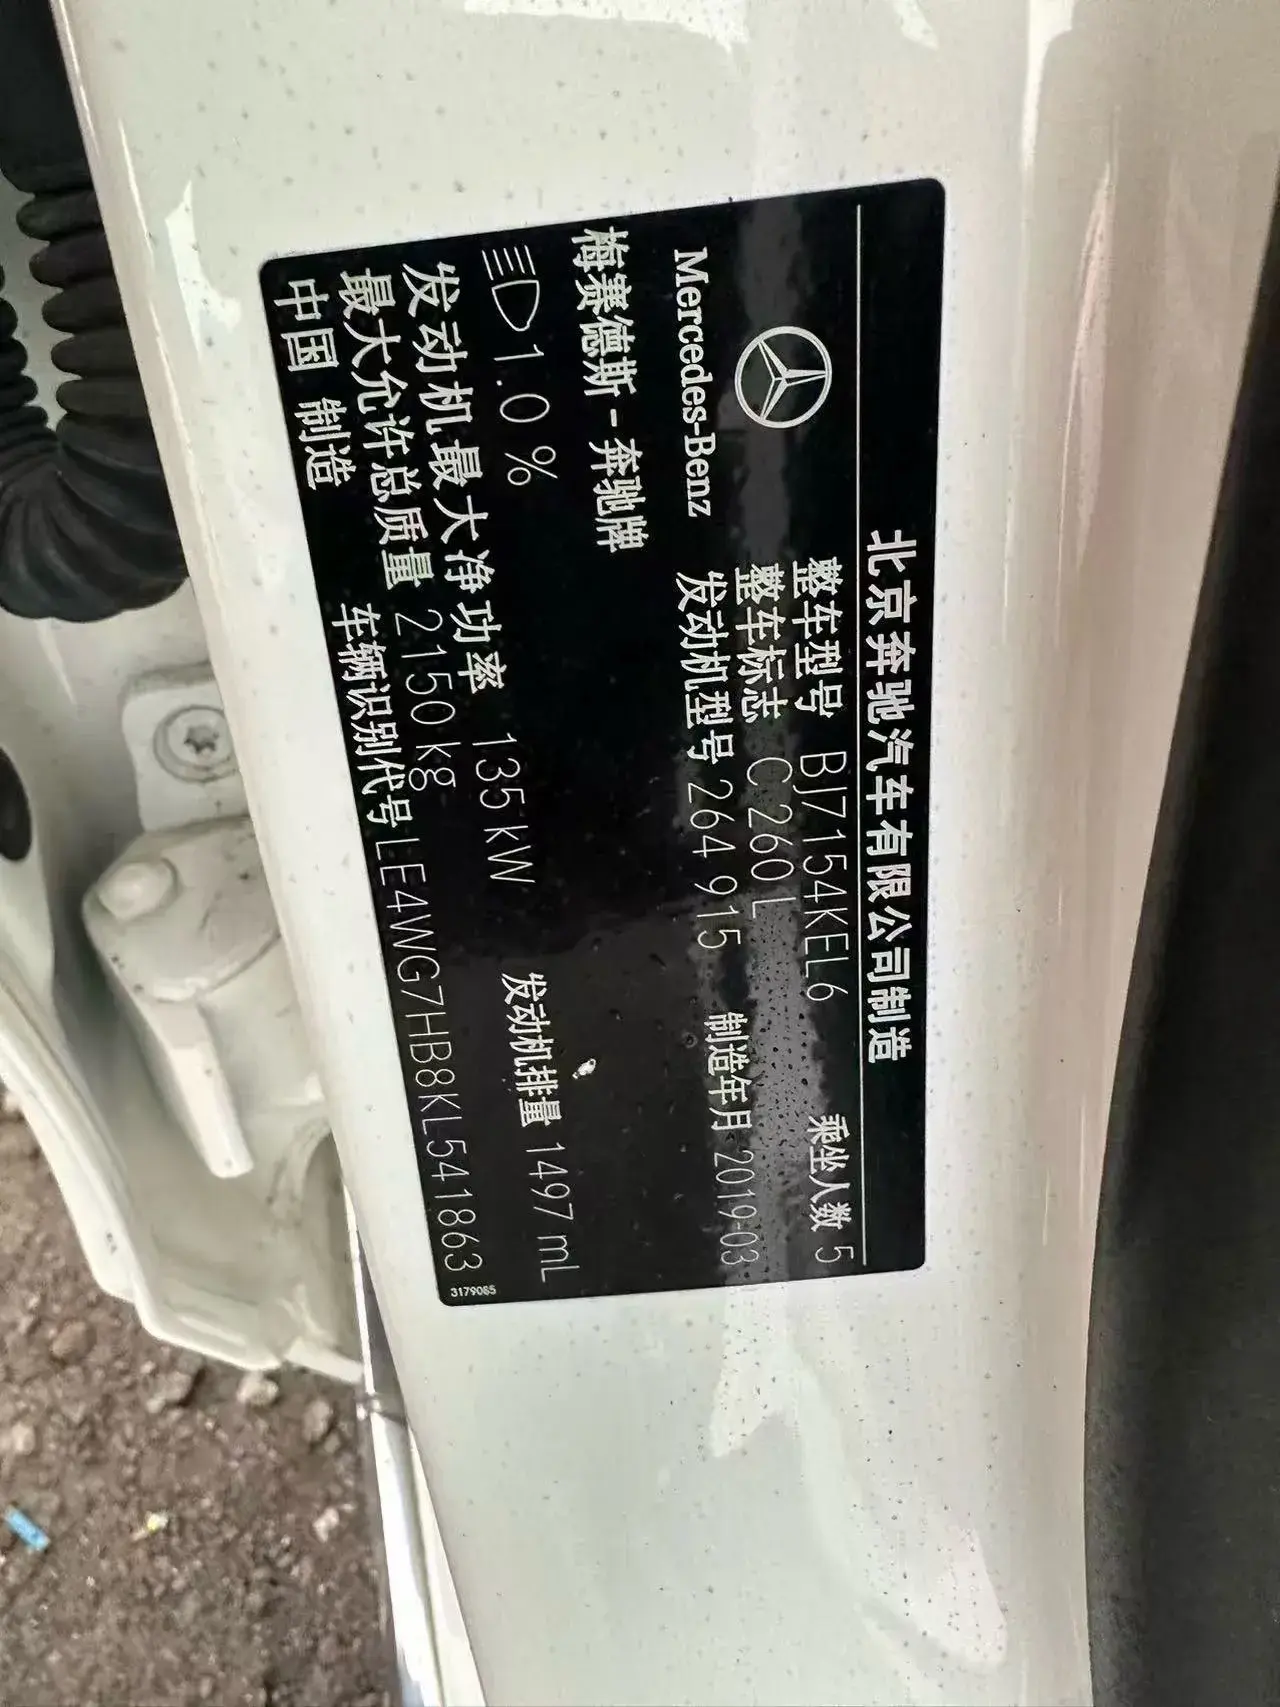 北京奔驰汽车有限公司制造
整车型号 BJ7154KEL6 乘坐人数 5
整车标志 C 260 L
Mercedes-Benz
发动机型号 264 915 制造年月 2019-03
梅赛德斯-奔驰牌
1.0 %
发动机排量 1497 mL
发动机最大净功率 135 kW
最大允许总质量 2150 kg
中国 制造
车辆识别代号 LE4WG7HB8KL541863
3179065